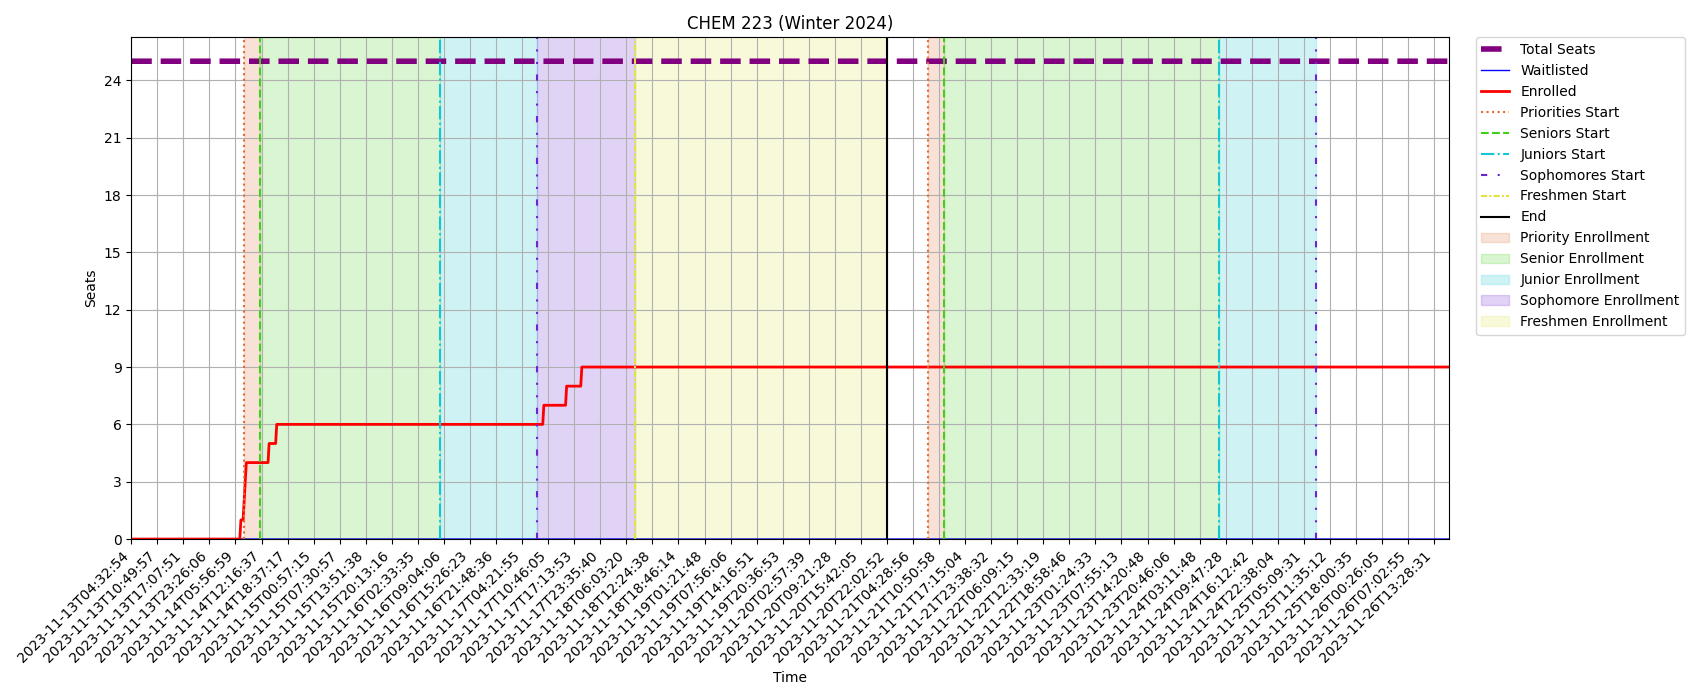 CHEM 223 (Winter 2024)
Total Seats
Waitlisted
Enrolled
Priorities Start
Seniors Start
Juniors Start
Sophomores Start
Freshmen Start
End
Priority Enrollment
Senior Enrollment
Junior Enrollment
Sophomore Enrollment
Freshmen Enrollment
Seats
24
21
18
15
12
9
6
3
0
2023-11-13T04:32:54
2023-11-13T10:49:57
2023-11-13T17:07:51
2023-11-13T23:26:06
2023-11-14T05:56:59
2023-11-14T12:16:37
2023-11-14T18:37:17
2023-11-15T00:57:15
2023-11-15T07:30:57
2023-11-15T13:51:38
2023-11-15T20:13:16
2023-11-16T02:33:35
2023-11-16T09:04:06
2023-11-16T15:26:23
2023-11-16T21:48:36
2023-11-17T04:21:55
2023-11-17T10:46:05
2023-11-17T17:13:53
2023-11-17T23:35:40
2023-11-18T06:03:20
2023-11-18T12:24:38
2023-11-18T18:46:14
2023-11-19T01:21:48
2023-11-19T07:56:06
2023-11-19T14:16:51
2023-11-19T20:36:53
2023-11-20T02:57:39
2023-11-20T09:21:28
2023-11-20T15:42:05
2023-11-20T22:02:52
2023-11-21T04:28:56
2023-11-21T10:50:58
2023-11-21T17:15:04
2023-11-21T23:38:32
2023-11-22T06:09:15
2023-11-22T12:33:19
2023-11-22T18:58:46
2023-11-23T01:24:33
2023-11-23T07:55:13
2023-11-23T14:20:48
2023-11-23T20:46:06
2023-11-24T03:11:48
2023-11-24T09:47:28
2023-11-24T16:12:42
2023-11-24T22:38:04
2023-11-25T05:09:31
2023-11-25T11:35:12
2023-11-25T18:00:35
2023-11-26T00:26:05
2023-11-26T07:02:55
2023-11-26T13:28:31
Time